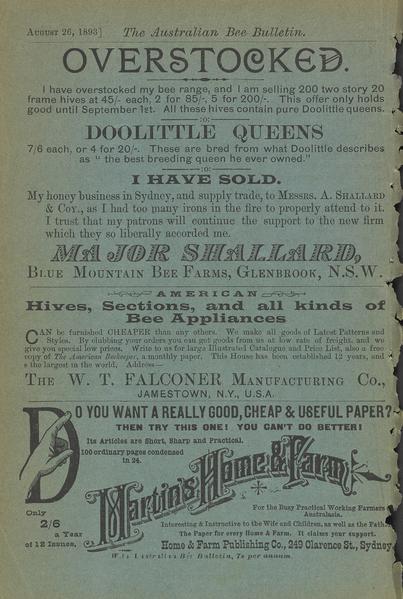 AUGUST 26, 1893] The Australian Bee Bulletin.
OVERSTOCKED.
I have overstocked my bee range, and I am selling 200 two story 20
frame hives at 45/- each, 2 for 85/-, 5 for 200/-. This offer only holds
good until September 1st. All these hives contain pure Doolittle queens.
:o:
DOOLITTLE QUEENS
7/6 each, or 4 for 20/-. These are bred from what Doolittle describes
as "the best breeding queen he ever owned."
:o:
I HAVE SOLD.
My honey business in Sydney, and supply trade, to MESSRS. A. SHALLARD
& COY., as I had too many irons in the fire to properly attend to it.
I trust that my patrons will continue the support to the new firm
which they so liberally accorded me.
MAJOR SHALLARD,
BLUE MOUNTAIN BEE FARMS, GLENBROOK, N.S.W.
AMERICAN
Hives, Sections, and all kinds of
Bee Appliances
CAN be furnished CHEAPER than any others. We make all goods of Latest Patterns and
Styles. By clubbing your orders you can get goods from us at low rate of freight, and we
give you special low prices. Write to us for large Illustrated Catalogue and Price List, also a free
copy of The American Beekeeper, a monthly paper. This House has been established 12 years, and
s the largest in the world. Address—
THE W. T. FALCONER MANUFACTURING CO.,
JAMESTOWN, N.Y., U.S.A.
DO YOU WANT A REALLY GOOD, CHEAP & USEFUL PAPER?
THEN TRY THIS ONE! YOU CAN'T DO BETTER!
Its Articles are Short, Sharp and Practical.
100 ordinary pages condensed
in 24.
Martin's Home & Farm
Only
2/6
a Year
of 12 Issues.
For the Busy Practical Working Farmers
Australasia.
Interesting & Instructive to the Wife and Children, as well as the Fath
The Paper for every Home & Farm. It claims your support.
Home & Farm Publishing Co., 249 Clarence St., Sydney
Australian Bee Bulletin, 7s per annum.